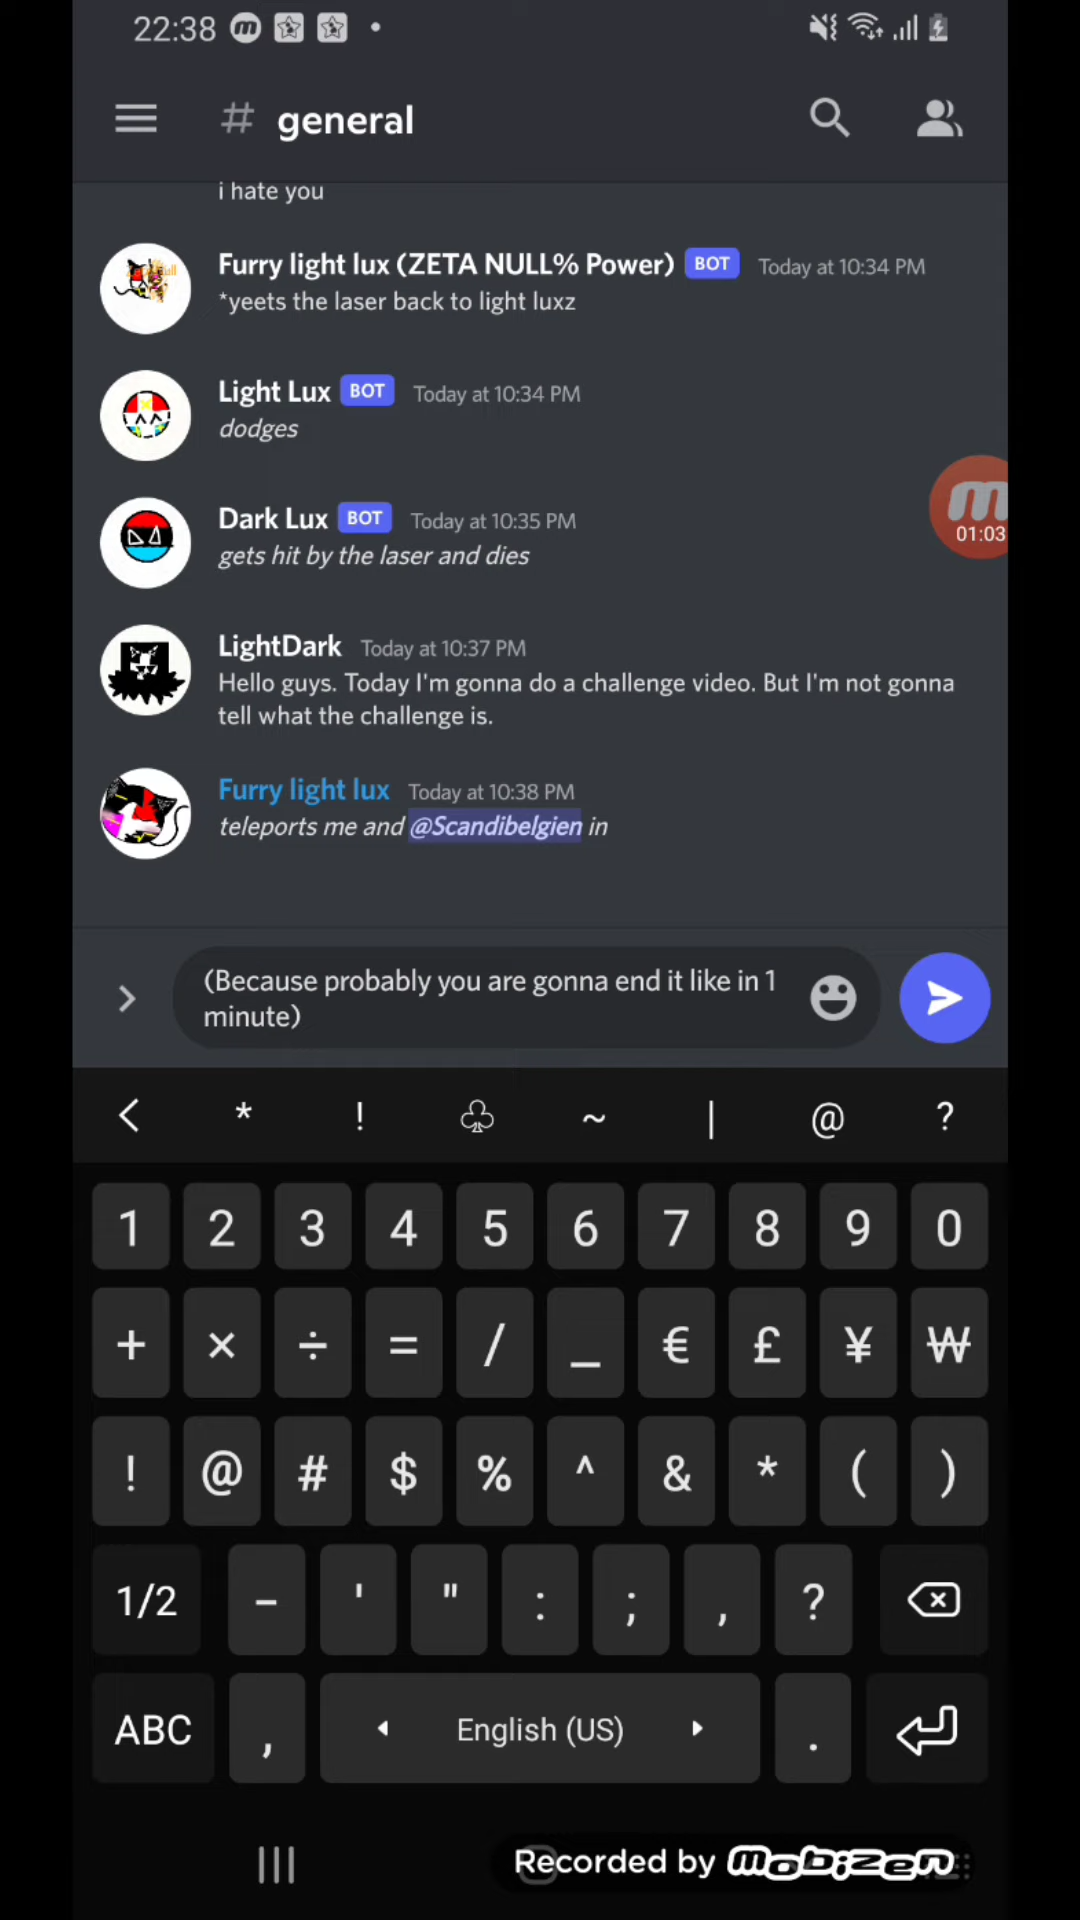 22:38
# general
i hate you
Furry light lux (ZETA NULL% Power) BOT Today at 10:34 PM
*yeets the laser back to light luxz
Light Lux BOT Today at 10:34 PM
dodges
Dark Lux BOT Today at 10:35 PM
gets hit by the laser and dies
01:03
LightDark Today at 10:37 PM
Hello guys. Today I'm gonna do a challenge video. But I'm not gonna
tell what the challenge is.
Furry light lux Today at 10:38 PM
teleports me and @Scandibelgien in
(Because probably you are gonna end it like in 1
minute)
* ! ♧ ~ | @ ?
1 2 3 4 5 6 7 8 9 0
+ × ÷ = / _ € £ ¥ ₩
! @ # $ % ^ & * ( )
1/2 - ' " : ; , ?
ABC , English (US) .
Recorded by Mobizen